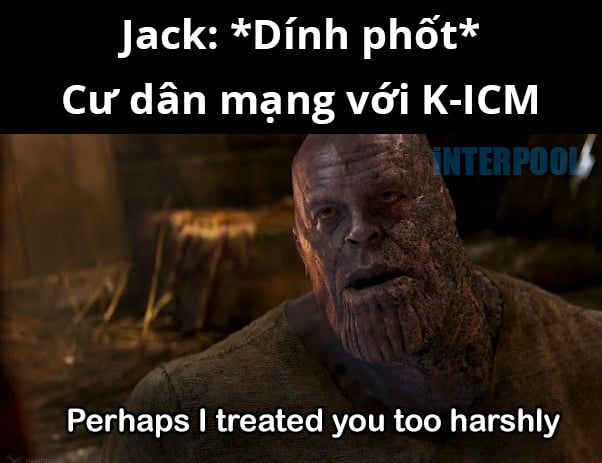 Jack: *Dính phốt*
Cư dân mạng với K-ICM
iNTERPOOL
Perhaps I treated you too harshly